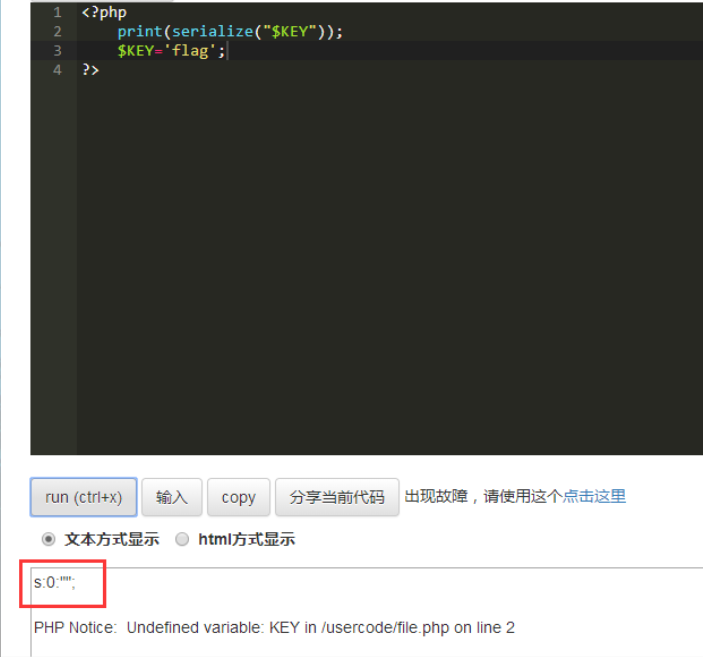 1 <?php
2 print(serialize("$KEY"));
3 $KEY='flag';
4 ?>
run (ctrl+x) 输入 copy 分享当前代码 出现故障，请使用这个点击这里
文本方式显示 html方式显示
s:0:"";
PHP Notice: Undefined variable: KEY in /usercode/file.php on line 2